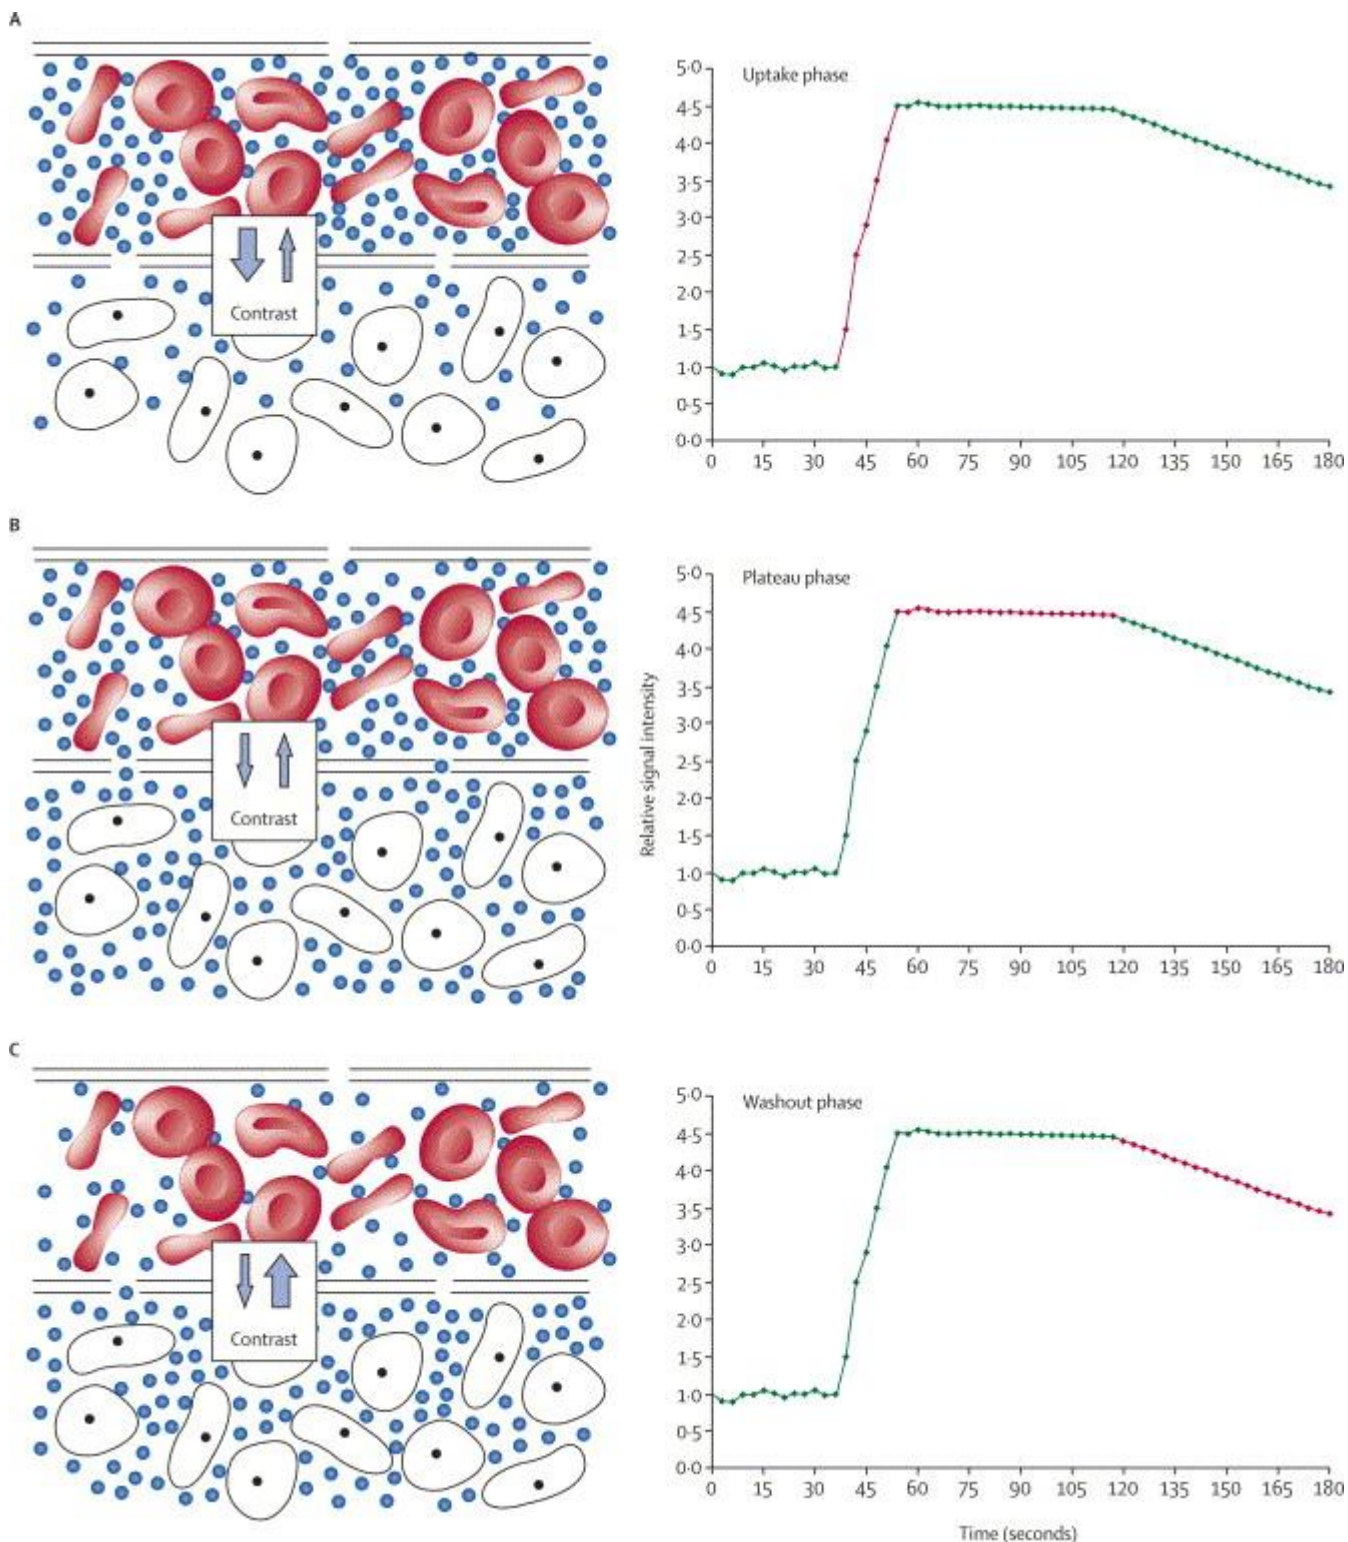 A
Contrast
Uptake phase
5·0
4·5
4·0
3·5
3·0
2·5
2·0
1·5
1·0
0·5
0·0
0 15 30 45 60 75 90 105 120 135 150 165 180
B
Contrast
Plateau phase
Relative signal intensity
5·0
4·5
4·0
3·5
3·0
2·5
2·0
1·5
1·0
0·5
0·0
0 15 30 45 60 75 90 105 120 135 150 165 180
C
Contrast
Washout phase
5·0
4·5
4·0
3·5
3·0
2·5
2·0
1·5
1·0
0·5
0·0
0 15 30 45 60 75 90 105 120 135 150 165 180
Time (seconds)